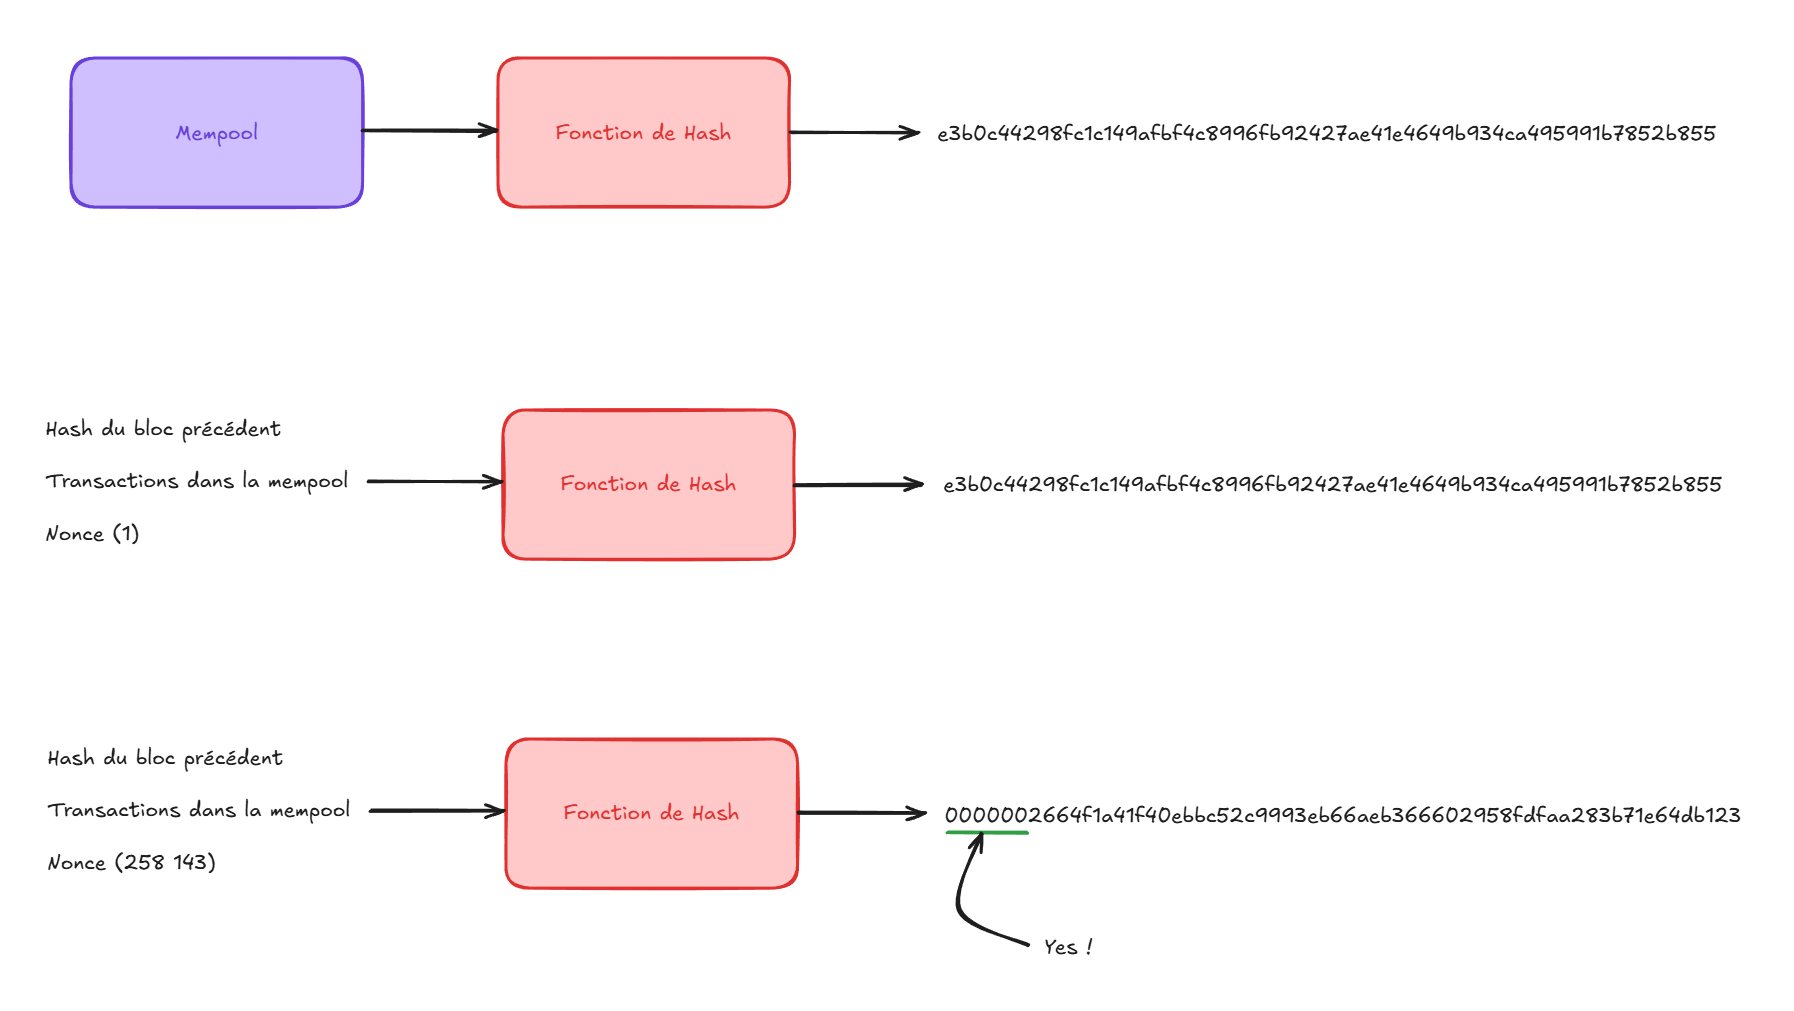 Mempool
Fonction de Hash
e3b0c44298fc1c149afbf4c8996fb92427ae41e4649b934ca495991b7852b855
Hash du bloc précédent
Transactions dans la mempool
Nonce (1)
Fonction de Hash
e3b0c44298fc1c149afbf4c8996fb92427ae41e4649b934ca495991b7852b855
Hash du bloc précédent
Transactions dans la mempool
Nonce (258 143)
Fonction de Hash
0000002664f1a41f40ebbc52c9993eb66aeb366602958fdfaa283b71e64db123
Yes !